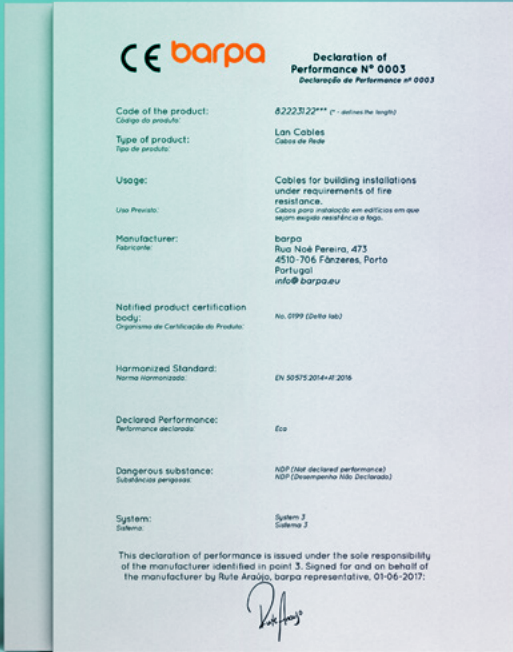 CE barpa
Declaration of
Performance Nº 0003
Declaração de Performance nº 0003
Code of the product:
Código do produto:
82223122*** (* - defines the length)
Type of product:
Tipo de produto:
Lan Cables
Cabos de Rede
Usage:
Uso Previsto:
Cables for building installations
under requirements of fire
resistance.
Cabos para instalação em edifícios em que
sejam exigido resistência a fogo.
Manufacturer:
Fabricante:
barpa
Rua Noé Pereira, 473
4510-706 Fânzeres, Porto
Portugal
info@barpa.eu
Notified product certification
body:
Organismo de Certificação do Produto:
No. 0199 (Delta lab)
Harmonized Standard:
Norma Harmonizada:
EN 50575:2014+A1:2016
Declared Performance:
Performance declarada:
Eca
Dangerous substance:
Substâncias perigosas:
NDP (Not declared performance)
NDP (Desempenho Não Declarado)
System:
Sistema:
System 3
Sistema 3
This declaration of performance is issued under the sole responsibility
of the manufacturer identified in point 3. Signed for and on behalf of
the manufacturer by Rute Araújo, barpa representative, 01-06-2017:
Rute Araujo